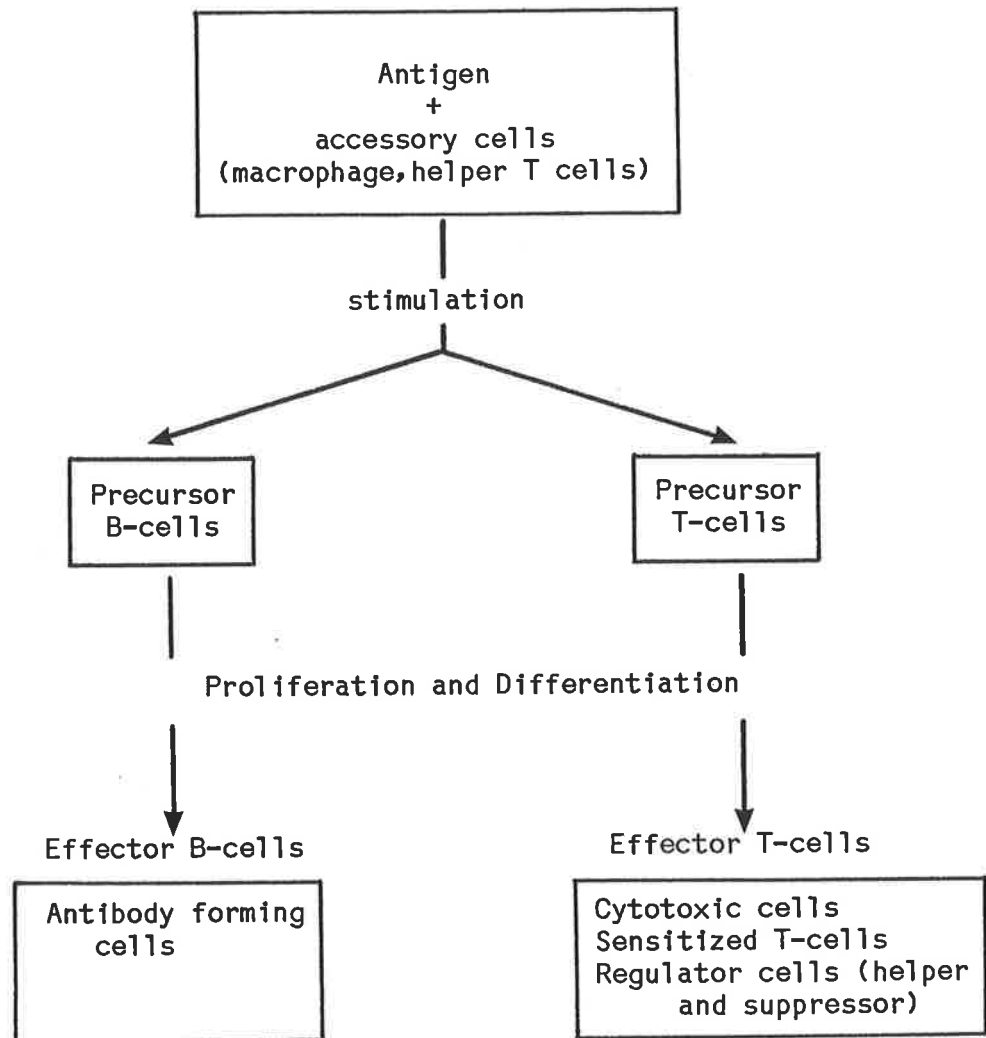 Antigen
+
accessory cells
(macrophage,helper T cells)
stimulation
Precursor
B-cells
Precursor
T-cells
Proliferation and Differentiation
Effector B-cells
Antibody forming
cells
Effector T-cells
Cytotoxic cells
Sensitized T-cells
Regulator cells (helper
and suppressor)